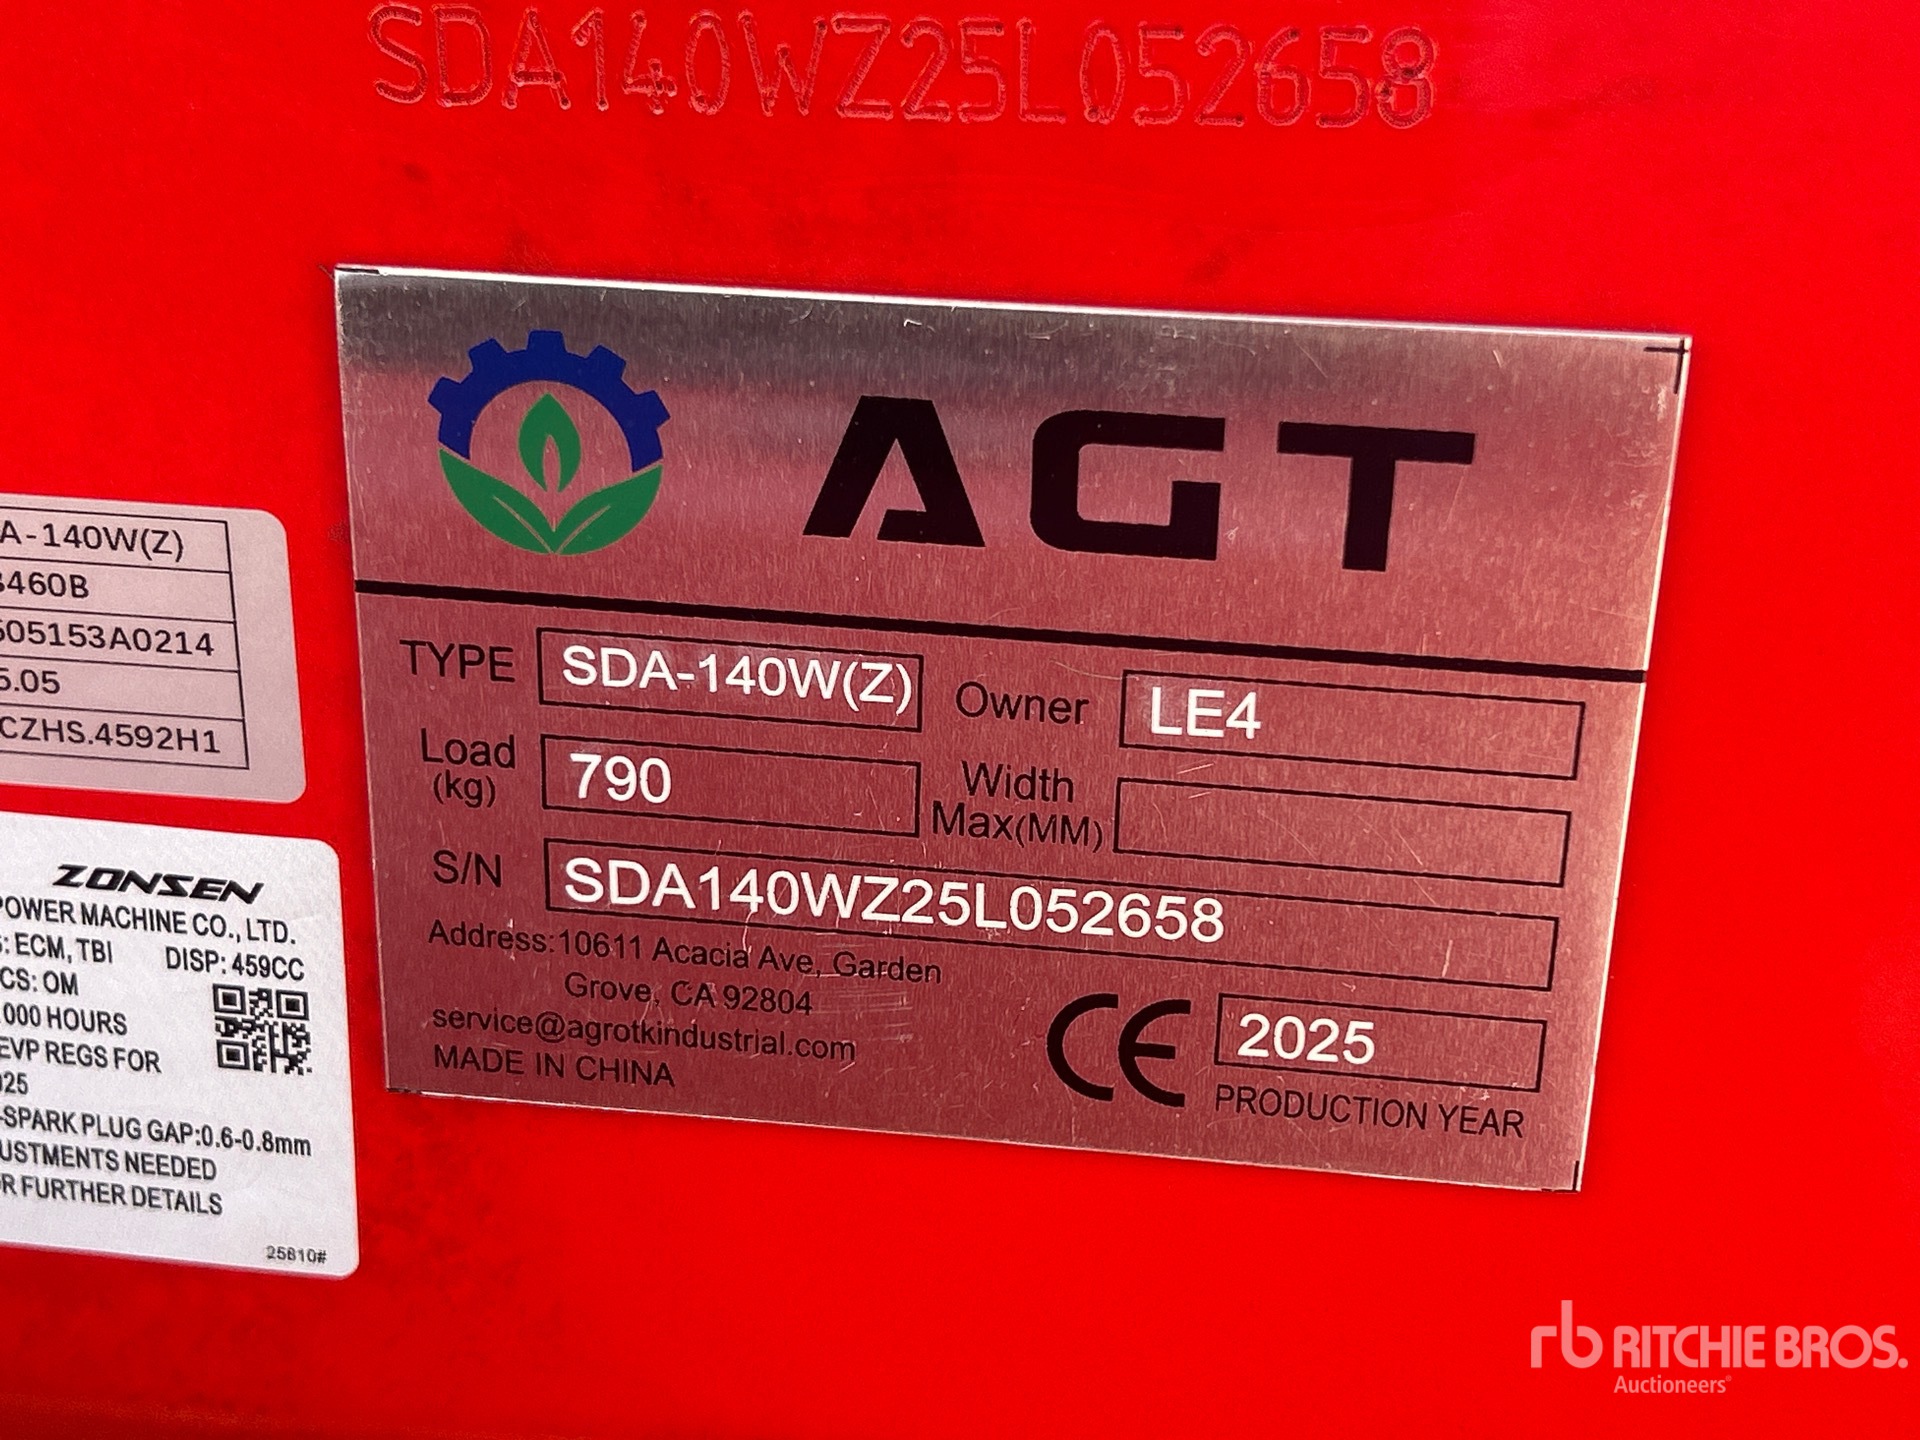 SDA140WZ25L052658
AGT
TYPE SDA-140W(Z) Owner LE4
Load (kg) 790 Width Max(MM)
S/N SDA140WZ25L052658
Address:10611 Acacia Ave, Garden
Grove, CA 92804
service@agrotkindustrial.com
MADE IN CHINA
CE 2025
PRODUCTION YEAR
A-140W(Z)
460B
05153A0214
5.05
CZHS.4592H1
ZONSEN
POWER MACHINE CO., LTD.
: ECM, TBI DISP: 459CC
CS: OM
000 HOURS
EVP REGS FOR
25
-SPARK PLUG GAP:0.6-0.8mm
USTMENTS NEEDED
R FURTHER DETAILS
25810#
rb RITCHIE BROS.
Auctioneers